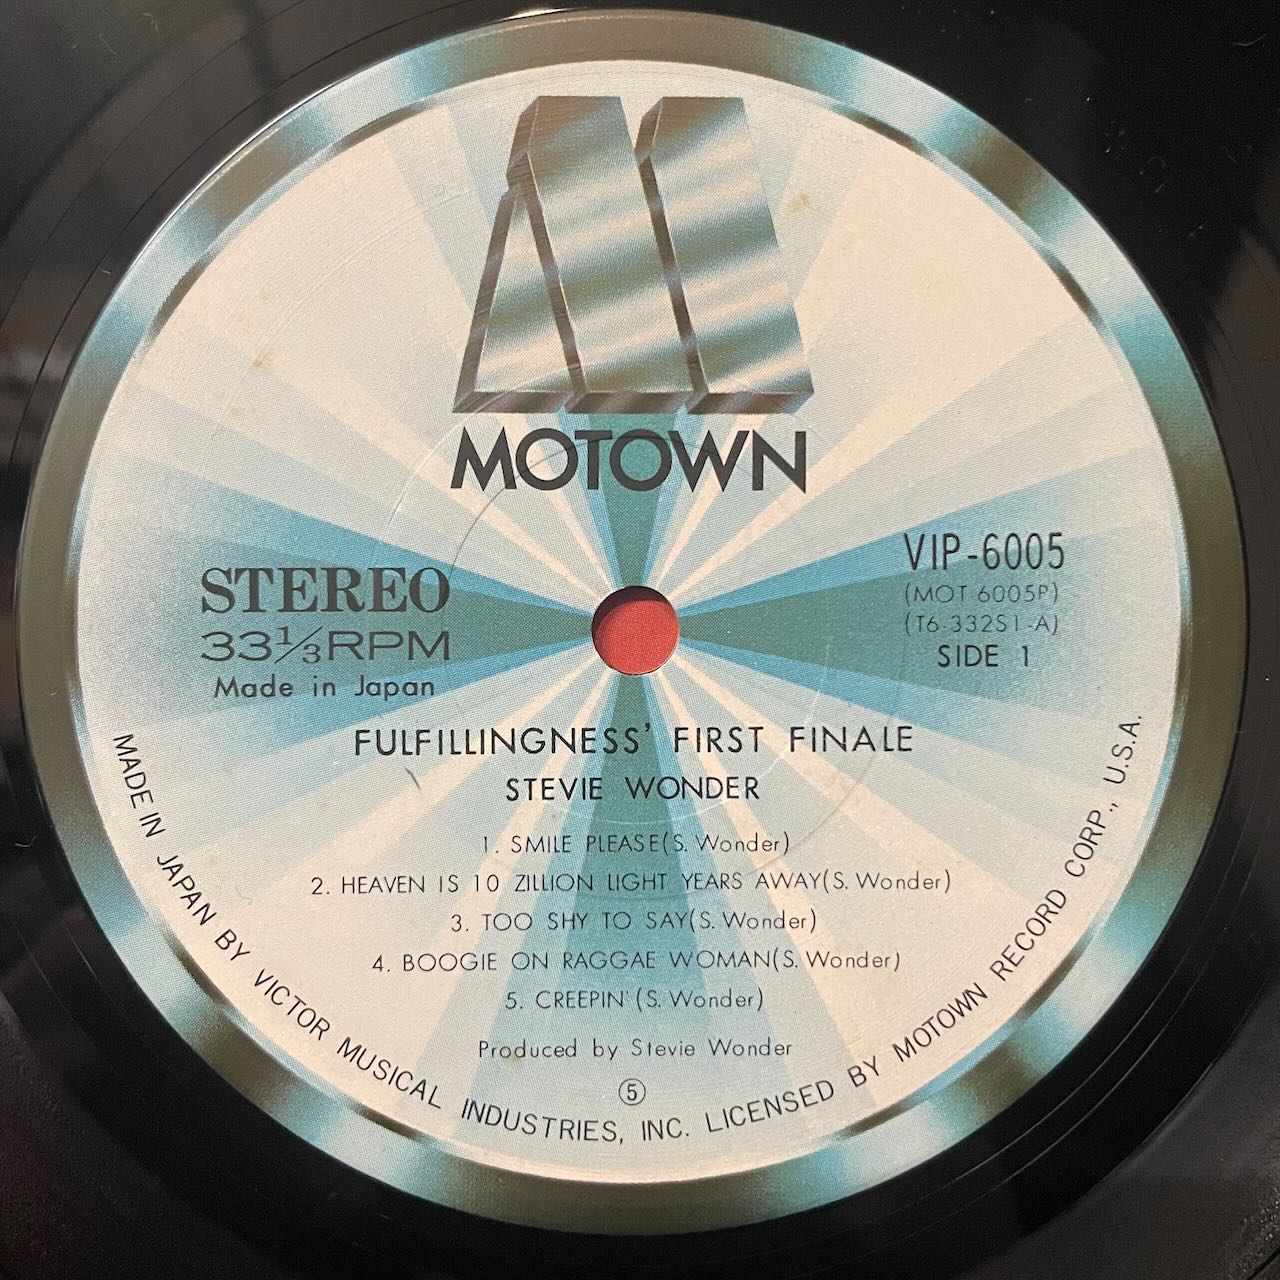 MOTOWN
STEREO
33⅓RPM
Made in Japan
VIP-6005
(MOT 6005P)
(T6-332S1-A)
SIDE 1
FULFILLINGNESS' FIRST FINALE
STEVIE WONDER
1. SMILE PLEASE(S. Wonder)
2. HEAVEN IS 10 ZILLION LIGHT YEARS AWAY(S. Wonder)
3. TOO SHY TO SAY(S. Wonder)
4. BOOGIE ON RAGGAE WOMAN(S. Wonder)
5. CREEPIN' (S. Wonder)
Produced by Stevie Wonder
⑤
MADE IN JAPAN BY VICTOR MUSICAL INDUSTRIES, INC. LICENSED BY MOTOWN RECORD CORP., U.S.A.